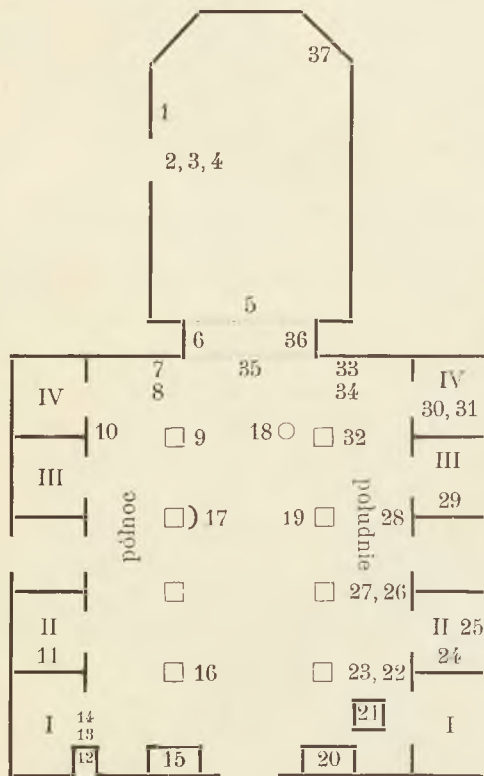 37
1
2, 3, 4
5
6 36
7 35 33
8 34
IV IV
30, 31
10 9 18 32
III III
29
17 19 28
północ południe
27, 26
II II 25
11 24
16 23, 22
21
I I
14
13
12 15 20